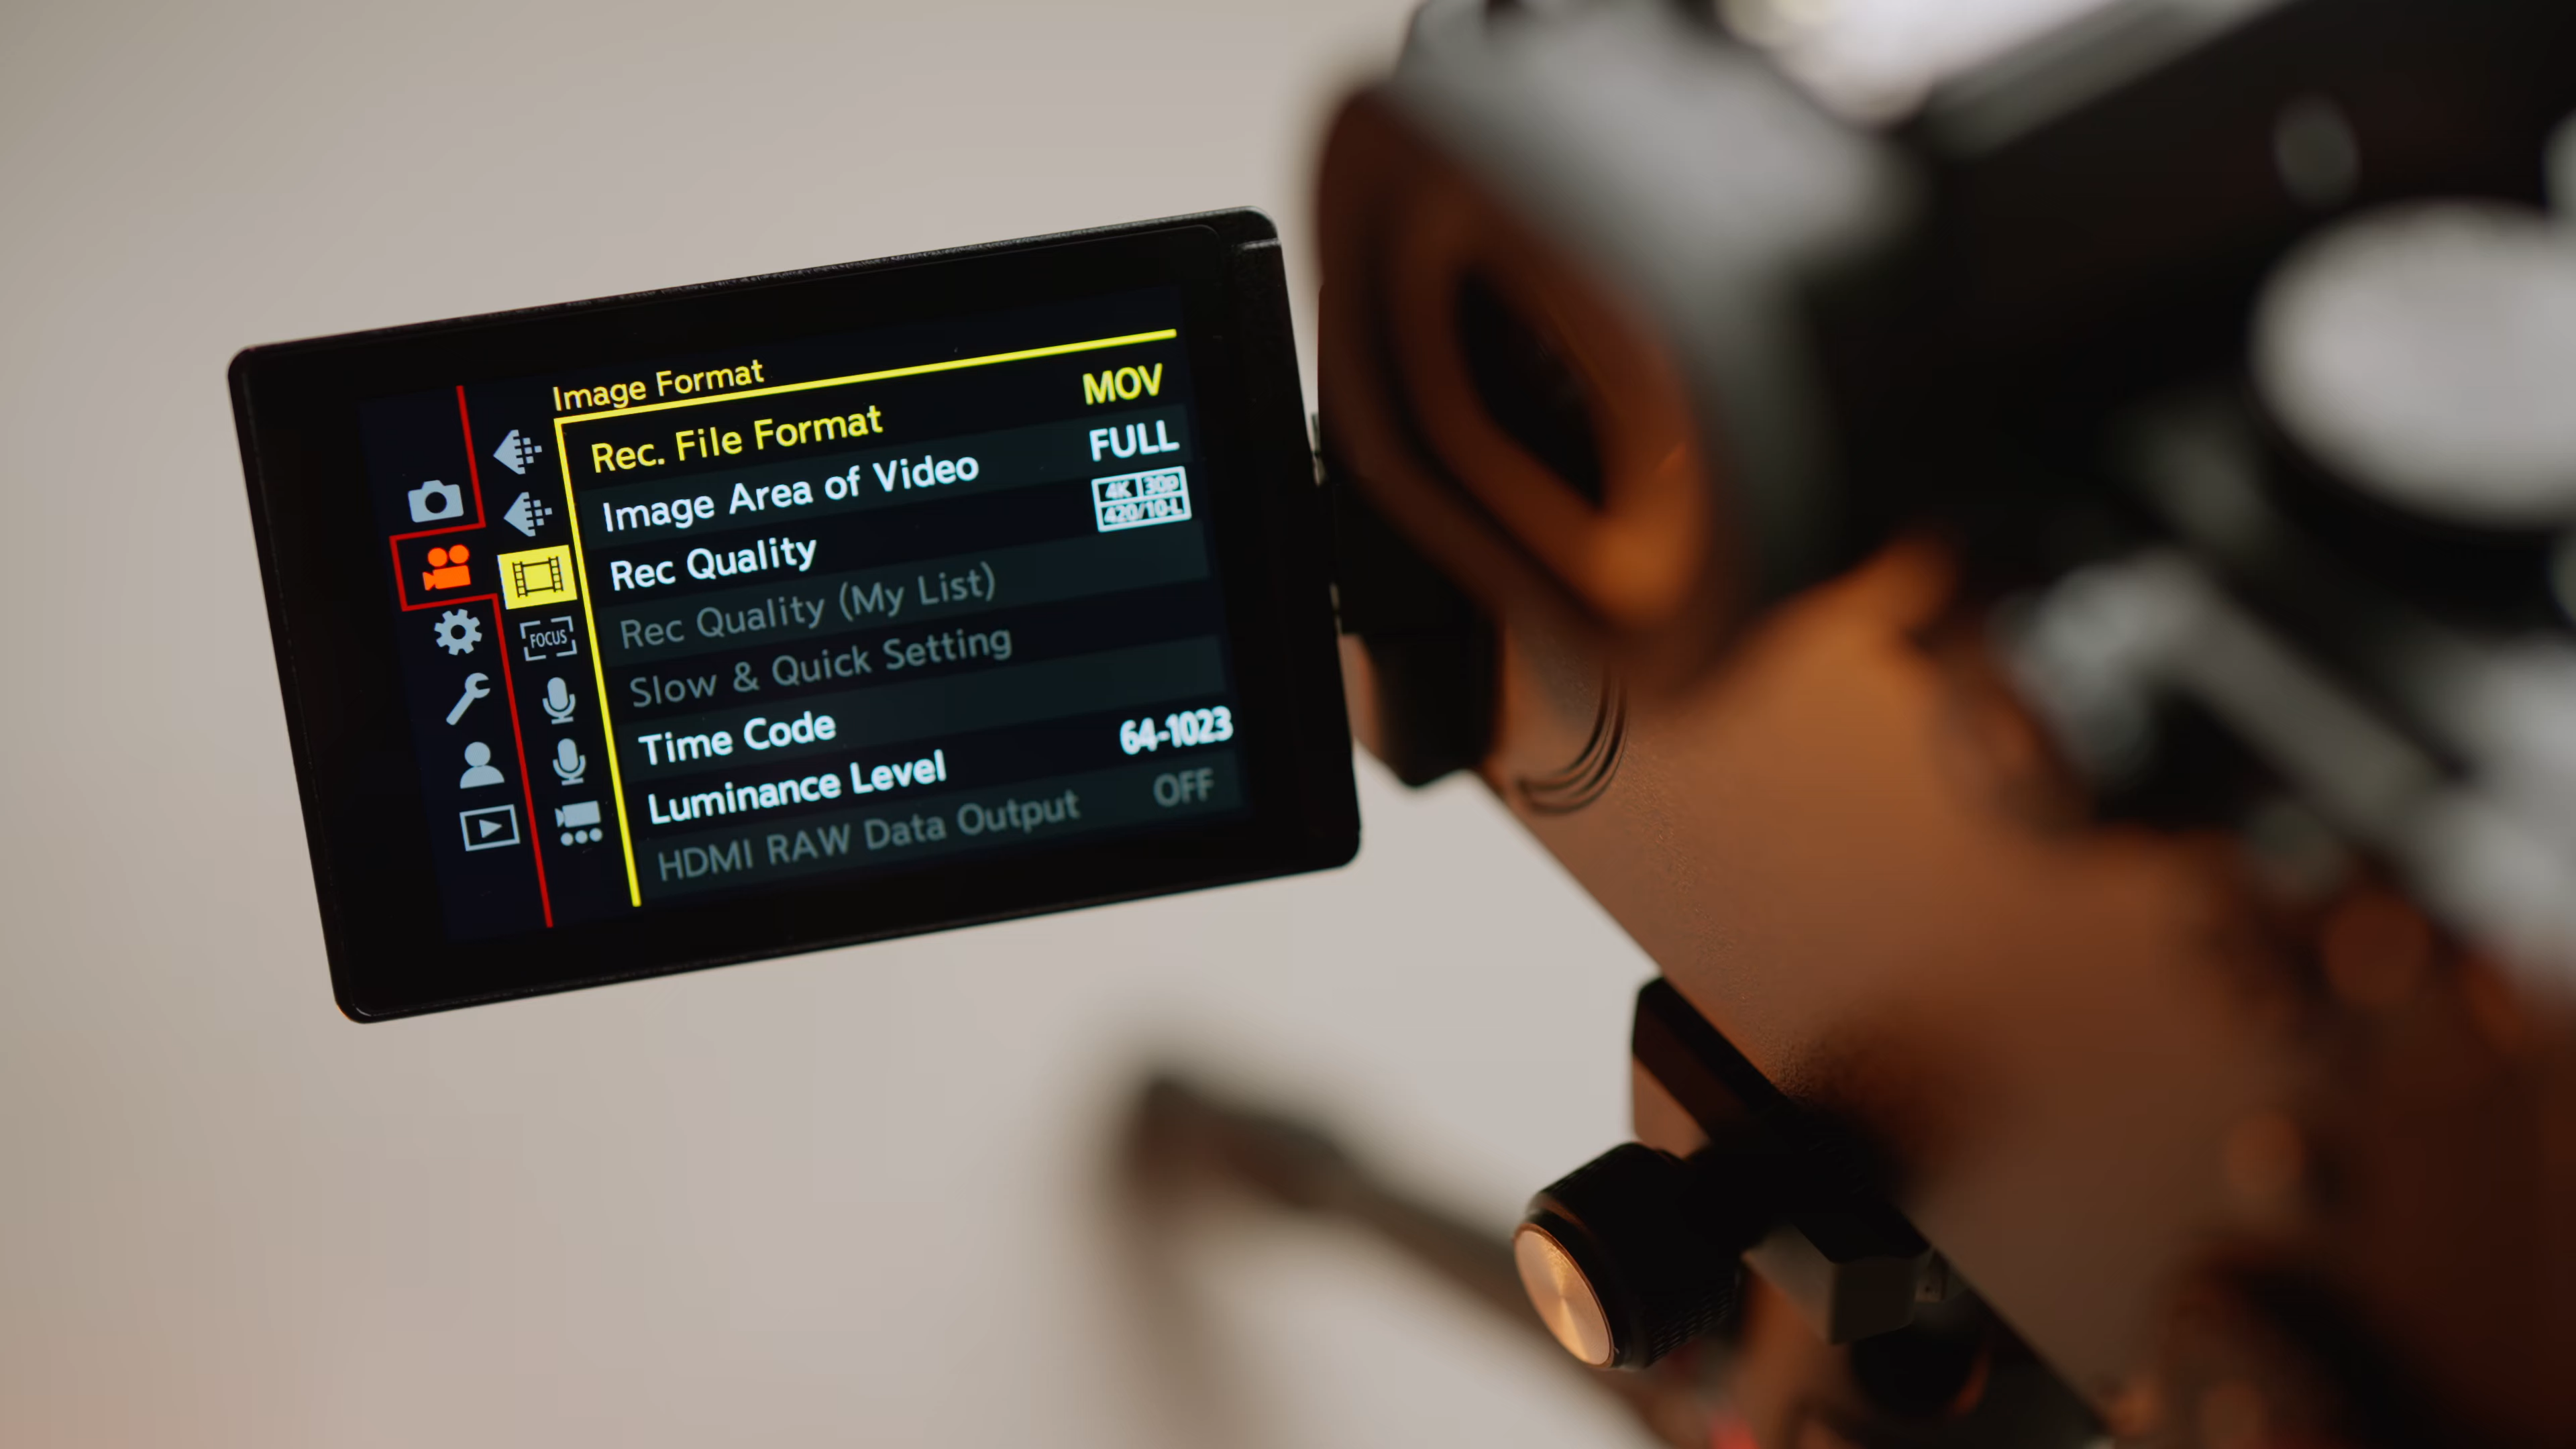 Image Format
Rec. File Format MOV
Image Area of Video FULL
Rec Quality 4K 30p
420/10-L
Rec Quality (My List)
FOCUS
Slow & Quick Setting
Time Code
Luminance Level 64-1023
HDMI RAW Data Output OFF